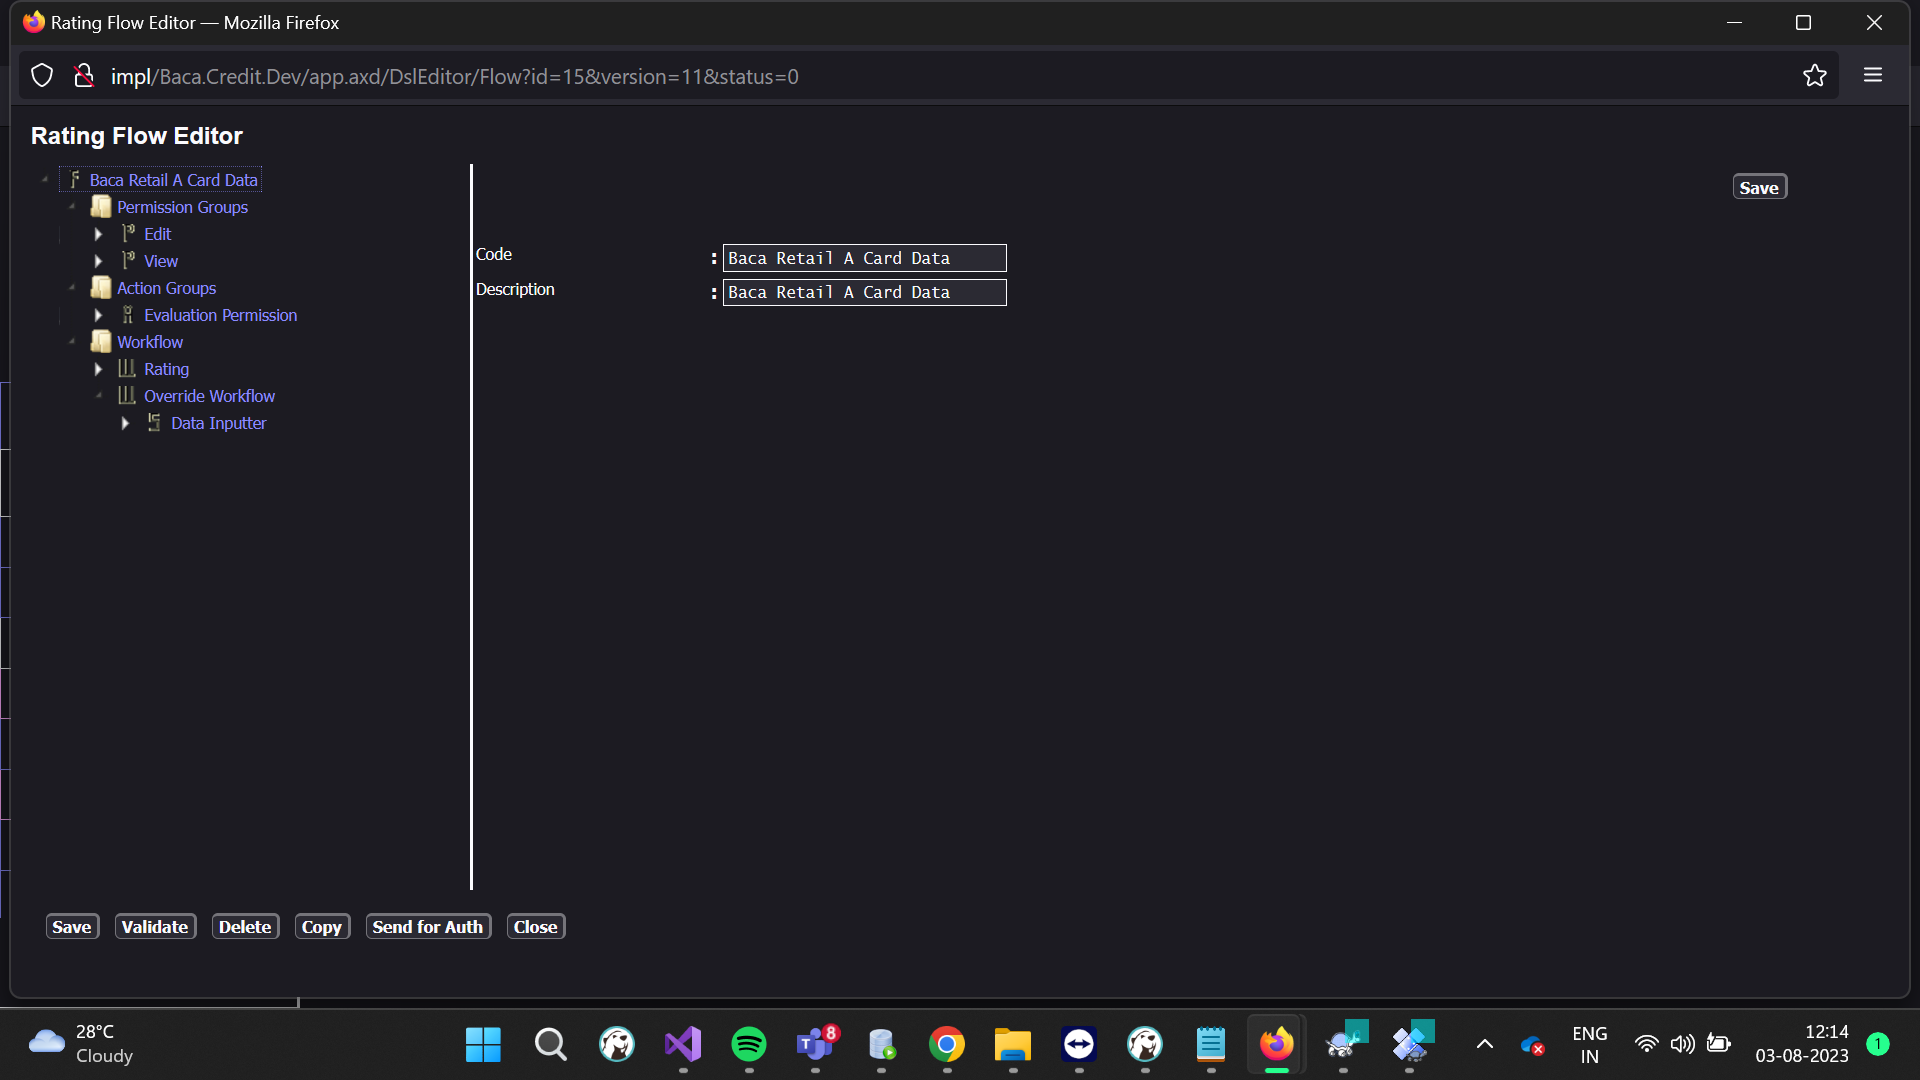 Rating Flow Editor — Mozilla Firefox
impl/Baca.Credit.Dev/app.axd/DslEditor/Flow?id=15&version=11&status=0
Rating Flow Editor
Baca Retail A Card Data
Permission Groups
Edit
View
Action Groups
Evaluation Permission
Workflow
Rating
Override Workflow
Data Inputter
Save
Code : Baca Retail A Card Data
Description : Baca Retail A Card Data
Save Validate Delete Copy Send for Auth Close
28°C
Cloudy
8
ENG
IN
12:14
03-08-2023
1